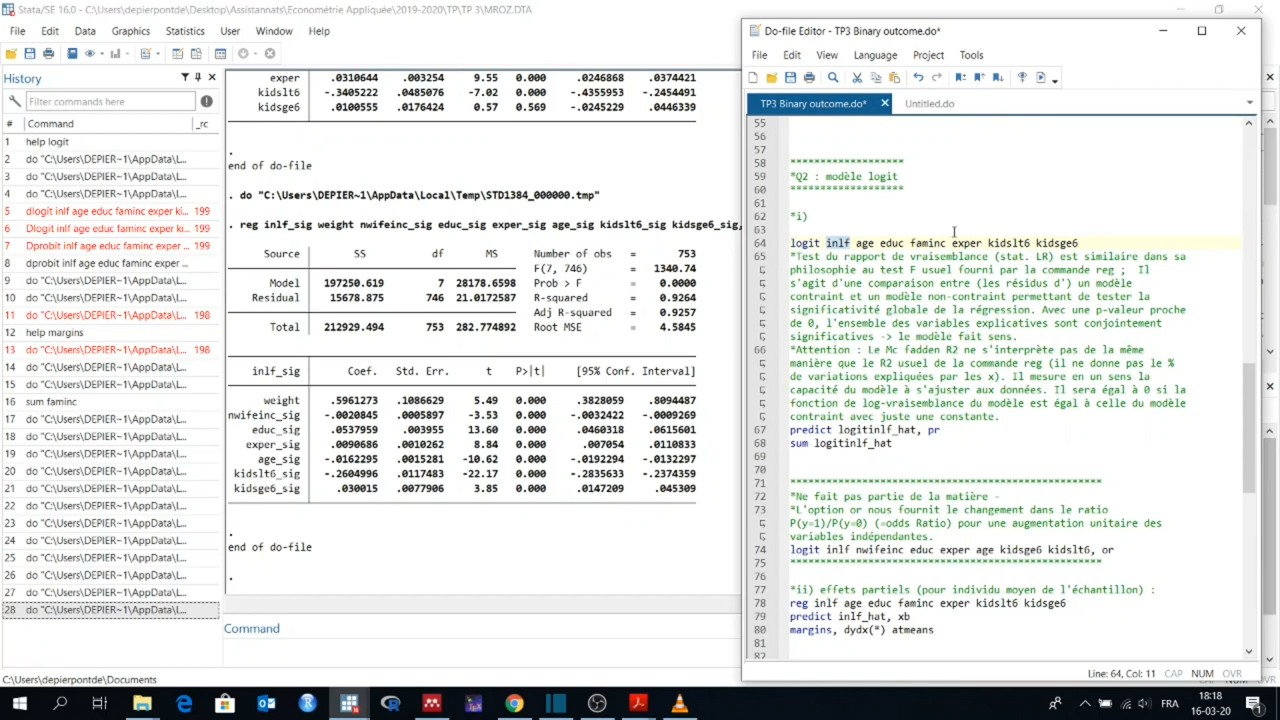 Stata/SE 16.0 - C:\Users\depierpontde\Desktop\Assistannats\Econométrie Appliquée\2019-2020\TP\TP 3\MROZ.DTA
File Edit Data Graphics Statistics User Window Help
History
Filter commands here
# Command _rc
1 help logit
2 do "C:\Users\DEPIER~1\AppData\L...
3 do "C:\Users\DEPIER~1\AppData\L...
4 do "C:\Users\DEPIER~1\AppData\L...
5 dlogit inlf age educ faminc exper ki... 199
6 Dlogit inlf age educ faminc exper ki... 199
7 Dprobit inlf age educ faminc exper ... 199
8 dprobit inlf age educ faminc exper ...
9 do "C:\Users\DEPIER~1\AppData\L...
10 do "C:\Users\DEPIER~1\AppData\L...
11 do "C:\Users\DEPIER~1\AppData\L... 198
12 help margins
13 do "C:\Users\DEPIER~1\AppData\L... 198
14 do "C:\Users\DEPIER~1\AppData\L...
15 do "C:\Users\DEPIER~1\AppData\L...
16 sum faminc
17 do "C:\Users\DEPIER~1\AppData\L...
18 do "C:\Users\DEPIER~1\AppData\L...
19 do "C:\Users\DEPIER~1\AppData\L...
20 do "C:\Users\DEPIER~1\AppData\L...
21 do "C:\Users\DEPIER~1\AppData\L...
22 do "C:\Users\DEPIER~1\AppData\L...
23 do "C:\Users\DEPIER~1\AppData\L...
24 do "C:\Users\DEPIER~1\AppData\L...
25 do "C:\Users\DEPIER~1\AppData\L...
26 do "C:\Users\DEPIER~1\AppData\L...
27 do "C:\Users\DEPIER~1\AppData\L...
28 do "C:\Users\DEPIER~1\AppData\L...
exper .0310644 .003254 9.55 0.000 .0246868 .0374421
kidslt6 -.3405222 .0485076 -7.02 0.000 -.4355953 -.2454491
kidsge6 .0100555 .0176424 0.57 0.569 -.0245229 .0446339
.
end of do-file
. do "C:\Users\DEPIER~1\AppData\Local\Temp\STD1384_000000.tmp"
. reg inlf_sig weight nwifeinc_sig educ_sig exper_sig age_sig kidslt6_sig kidsge6_sig,
Source SS df MS Number of obs = 753
F(7, 746) = 1340.74
Model 197250.619 7 28178.6598 Prob > F = 0.0000
Residual 15678.875 746 21.0172587 R-squared = 0.9264
Adj R-squared = 0.9257
Total 212929.494 753 282.774892 Root MSE = 4.5845
inlf_sig Coef. Std. Err. t P>|t| [95% Conf. Interval]
weight .5961273 .1086629 5.49 0.000 .3828059 .8094487
nwifeinc_sig -.0020845 .0005897 -3.53 0.000 -.0032422 -.0009269
educ_sig .0537959 .003955 13.60 0.000 .0460318 .0615601
exper_sig .0090686 .0010262 8.84 0.000 .007054 .0110833
age_sig -.0162295 .0015281 -10.62 0.000 -.0192294 -.0132297
kidslt6_sig -.2604996 .0117483 -22.17 0.000 -.2835633 -.2374359
kidsge6_sig .030015 .0077906 3.85 0.000 .0147209 .045309
.
end of do-file
.
Command
C:\Users\depierpontde\Documents
Do-file Editor - TP3 Binary outcome.do*
File Edit View Language Project Tools
TP3 Binary outcome.do* Untitled.do
55
56
57
58 *******************
59 *Q2 : modèle logit
60 *******************
61
62 *i)
63
64 logit inlf age educ faminc exper kidslt6 kidsge6
65 *Test du rapport de vraisemblance (stat. LR) est similaire dans sa
philosophie au test F usuel fourni par la commande reg ; Il
s'agit d'une comparaison entre (les résidus d') un modèle
contraint et un modèle non-contraint permettant de tester la
significativité globale de la régression. Avec une p-valeur proche
de 0, l'ensemble des variables explicatives sont conjointement
significatives -> le modèle fait sens.
66 *Attention : Le Mc fadden R2 ne s'interprète pas de la même
manière que le R2 usuel de la commande reg (il ne donne pas le %
de variations expliquées par les x). Il mesure en un sens la
capacité du modèle à s'ajuster aux données. Il sera égal à 0 si la
fonction de log-vraisemblance du modèle est égal à celle du modèle
contraint avec juste une constante.
67 predict logitinlf_hat, pr
68 sum logitinlf_hat
69
70
71 ****************************************************
72 *Ne fait pas partie de la matière -
73 *L'option or nous fournit le changement dans le ratio
P(y=1)/P(y=0) (=odds Ratio) pour une augmentation unitaire des
variables indépendantes.
74 logit inlf nwifeinc educ exper age kidsge6 kidslt6, or
75 ****************************************************
76
77 *ii) effets partiels (pour individu moyen de l'échantillon) :
78 reg inlf age educ faminc exper kidslt6 kidsge6
79 predict inlf_hat, xb
80 margins, dydx(*) atmeans
81
82
Line: 64, Col: 11 CAP NUM OVR
FRA
18:18
16-03-20